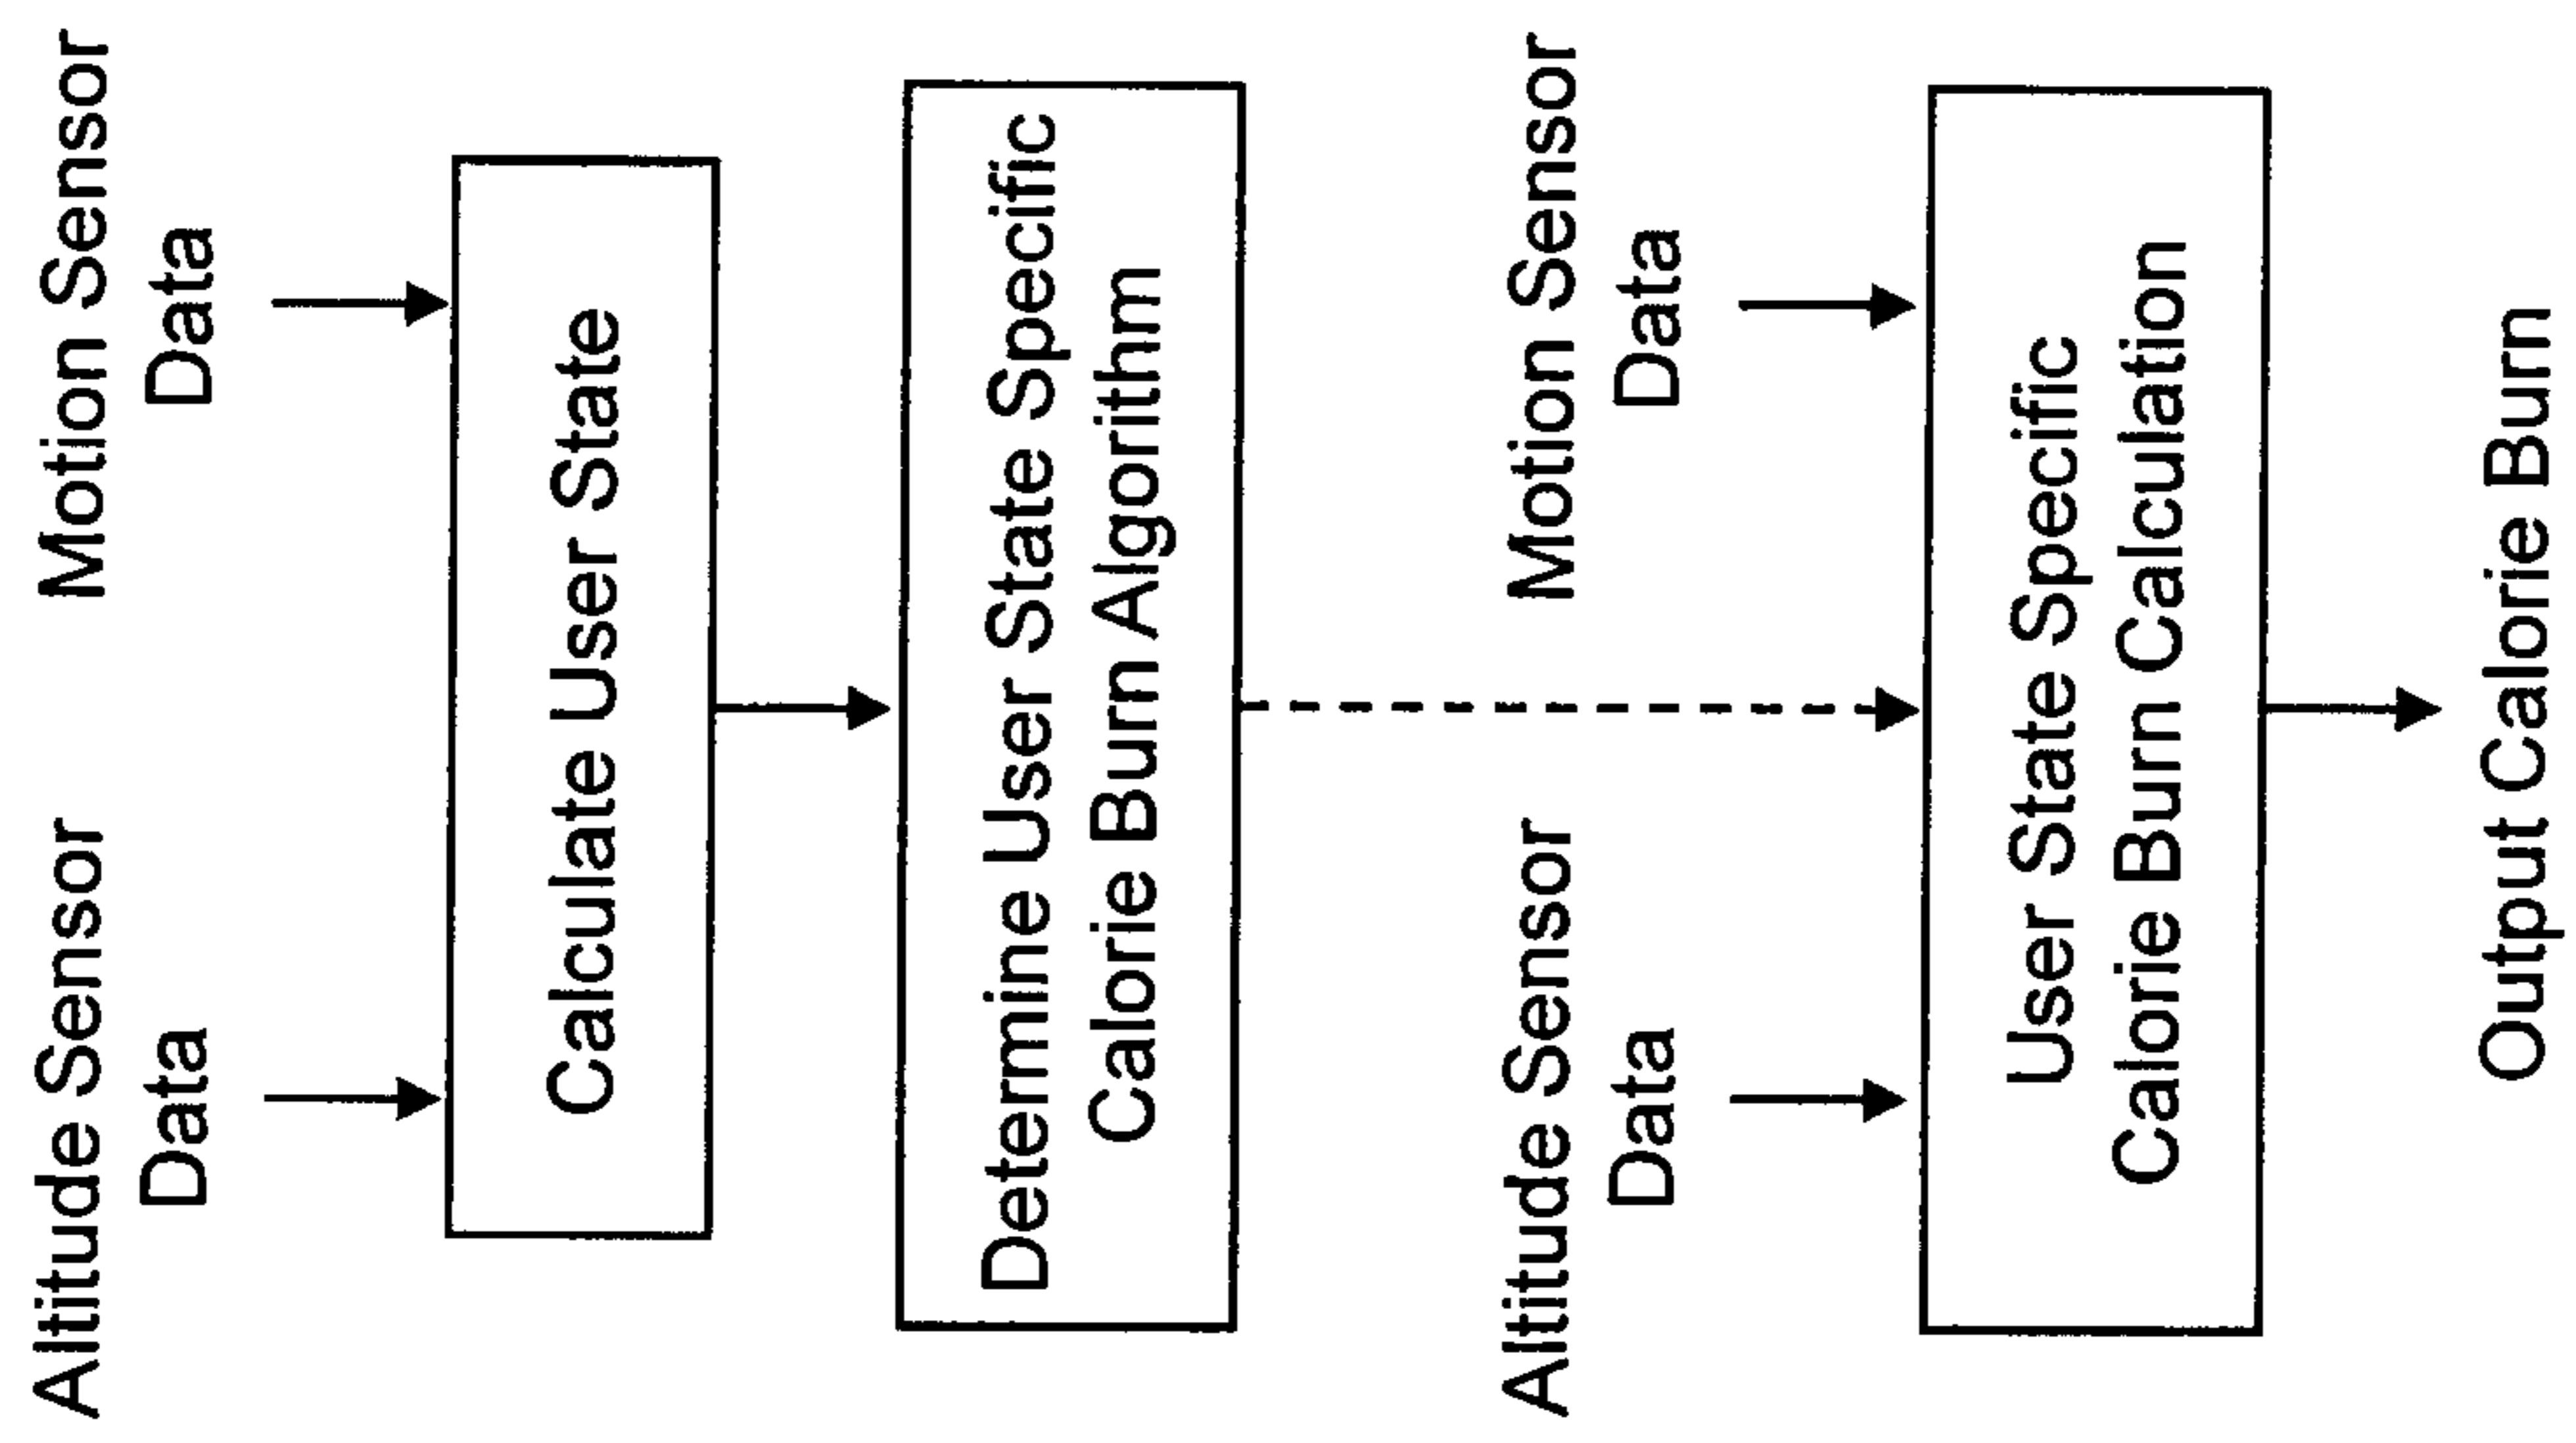 Altitude Sensor
Data
Motion Sensor
Data
Calculate User State
Determine User State Specific
Calorie Burn Algorithm
Altitude Sensor
Data
Motion Sensor
Data
User State Specific
Calorie Burn Calculation
Output Calorie Burn